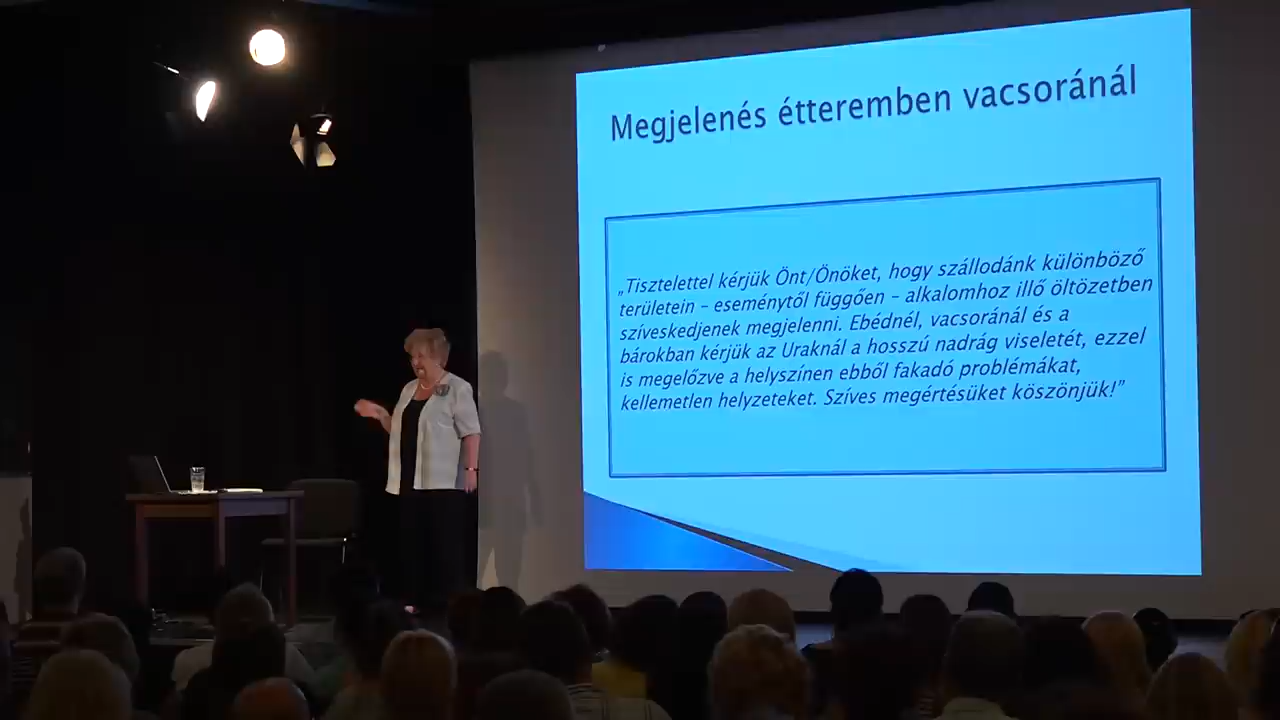 Megjelenés étteremben vacsoránál
„Tisztelettel kérjük Önt/Önöket, hogy szállodánk különböző
területein – eseménytől függően – alkalomhoz illő öltözetben
szíveskedjenek megjelenni. Ebédnél, vacsoránál és a
bárokban kérjük az Uraknál a hosszú nadrág viseletét, ezzel
is megelőzve a helyszínen ebből fakadó problémákat,
kellemetlen helyzeteket. Szíves megértésüket köszönjük!”